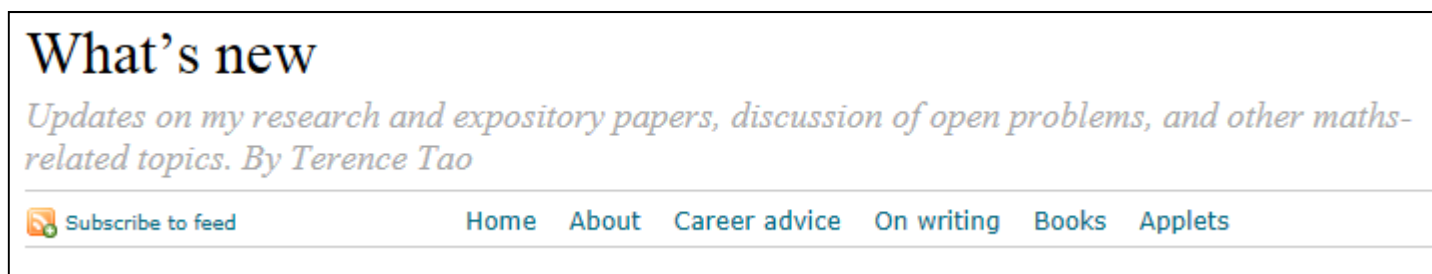 What’s new
Updates on my research and expository papers, discussion of open problems, and other maths-
related topics. By Terence Tao
Subscribe to feed Home About Career advice On writing Books Applets